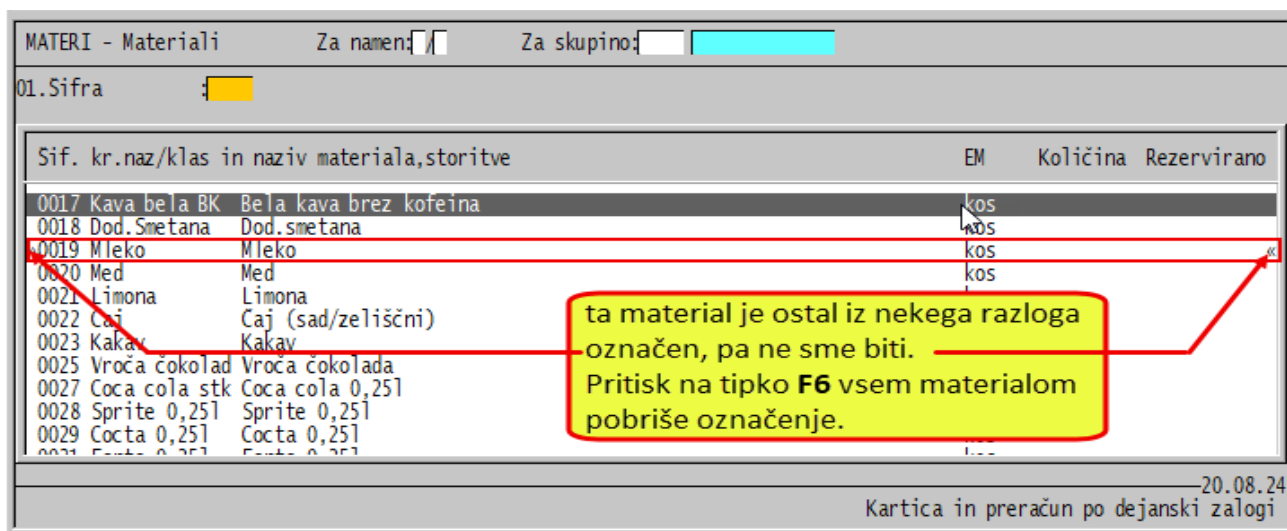 MATERI - Materiali Za namen: / Za skupino:
01.Sifra :
Sif. kr.naz/klas in naziv materiala,storitve EM Količina Rezervirano
0017 Kava bela BK Bela kava brez kofeina kos
0018 Dod.Smetana Dod.smetana kos
»0019 Mleko Mleko kos «
0020 Med Med kos
0021 Limona Limona
0022 Čaj Čaj (sad/zeliščni)
0023 Kakav Kakav
0025 Vroča čokolad Vroča čokolada
0027 Coca cola stk Coca cola 0,25l
0028 Sprite 0,25l Sprite 0,25l
0029 Cocta 0,25l Cocta 0,25l
ta material je ostal iz nekega razloga
označen, pa ne sme biti.
Pritisk na tipko F6 vsem materialom
pobriše označenje.
20.08.24
Kartica in preračun po dejanski zalogi